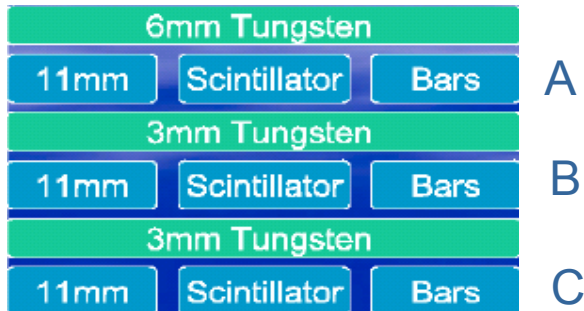 6mm Tungsten
11mm Scintillator Bars A
3mm Tungsten
11mm Scintillator Bars B
3mm Tungsten
11mm Scintillator Bars C